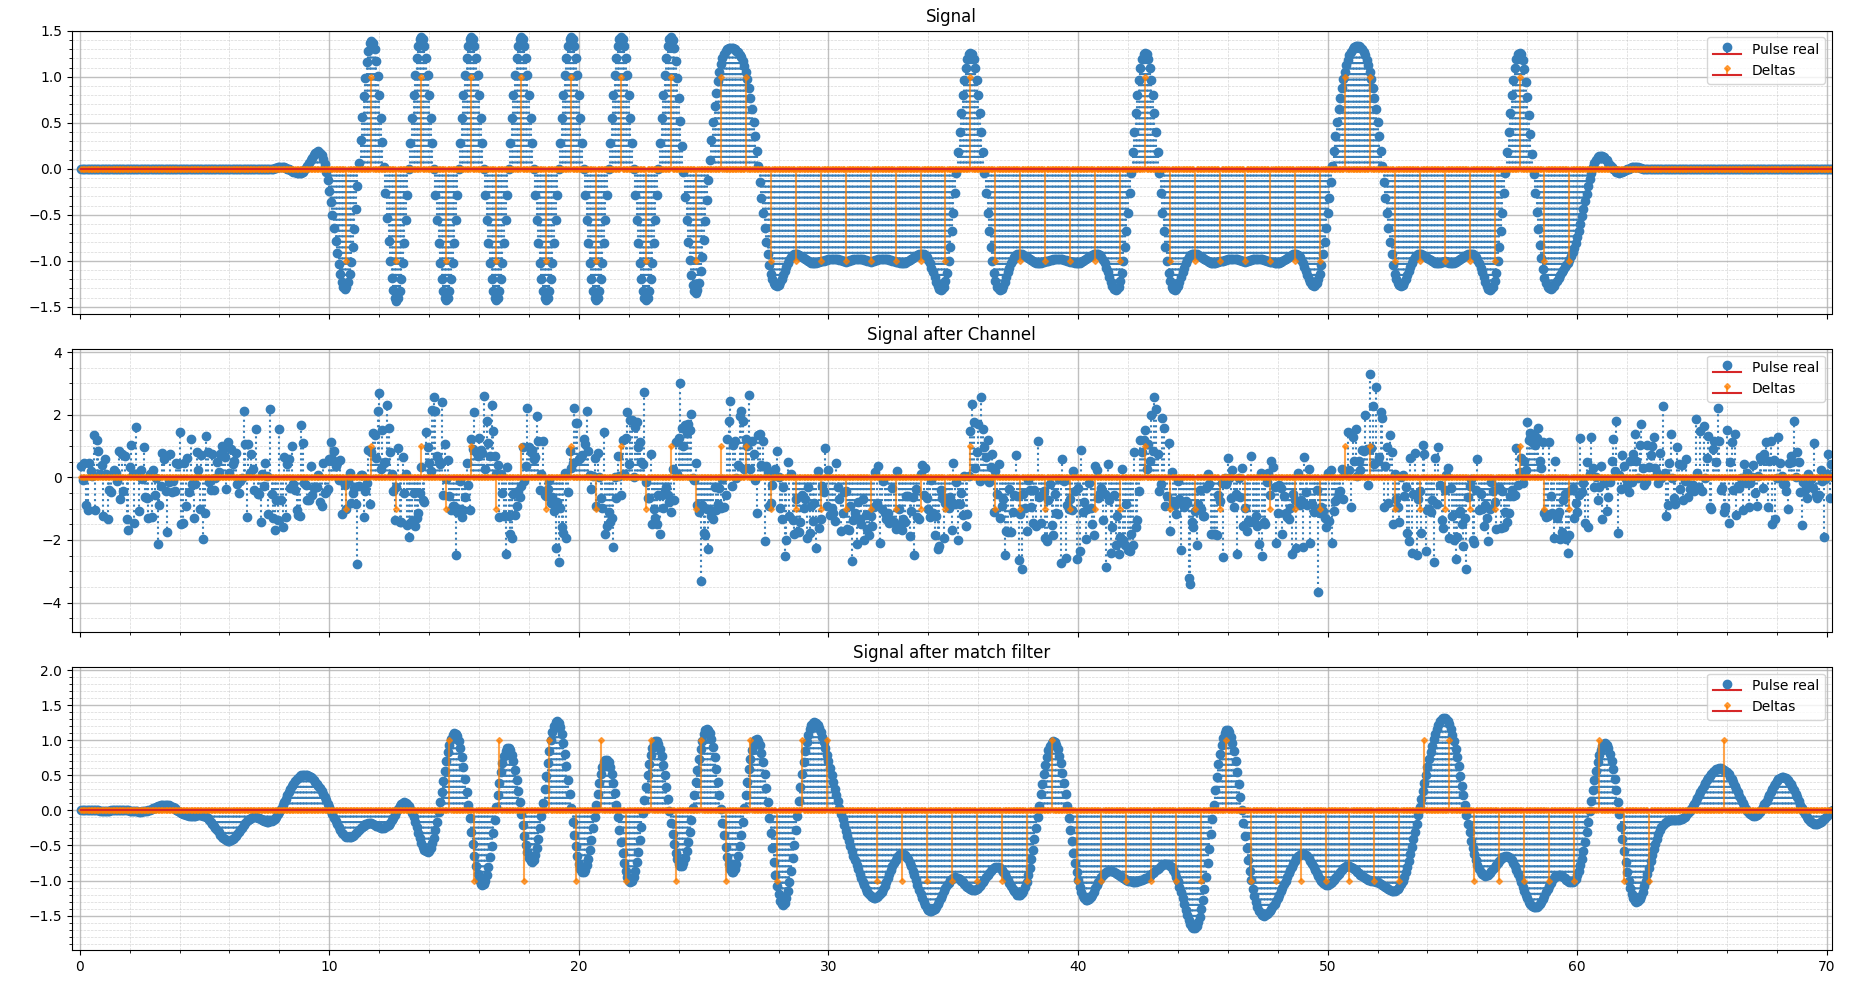 Signal
1.5
1.0
0.5
0.0
−0.5
−1.0
−1.5
Pulse real
Deltas
Signal after Channel
4
2
0
−2
−4
Pulse real
Deltas
Signal after match filter
2.0
1.5
1.0
0.5
0.0
−0.5
−1.0
−1.5
Pulse real
Deltas
0 10 20 30 40 50 60 70